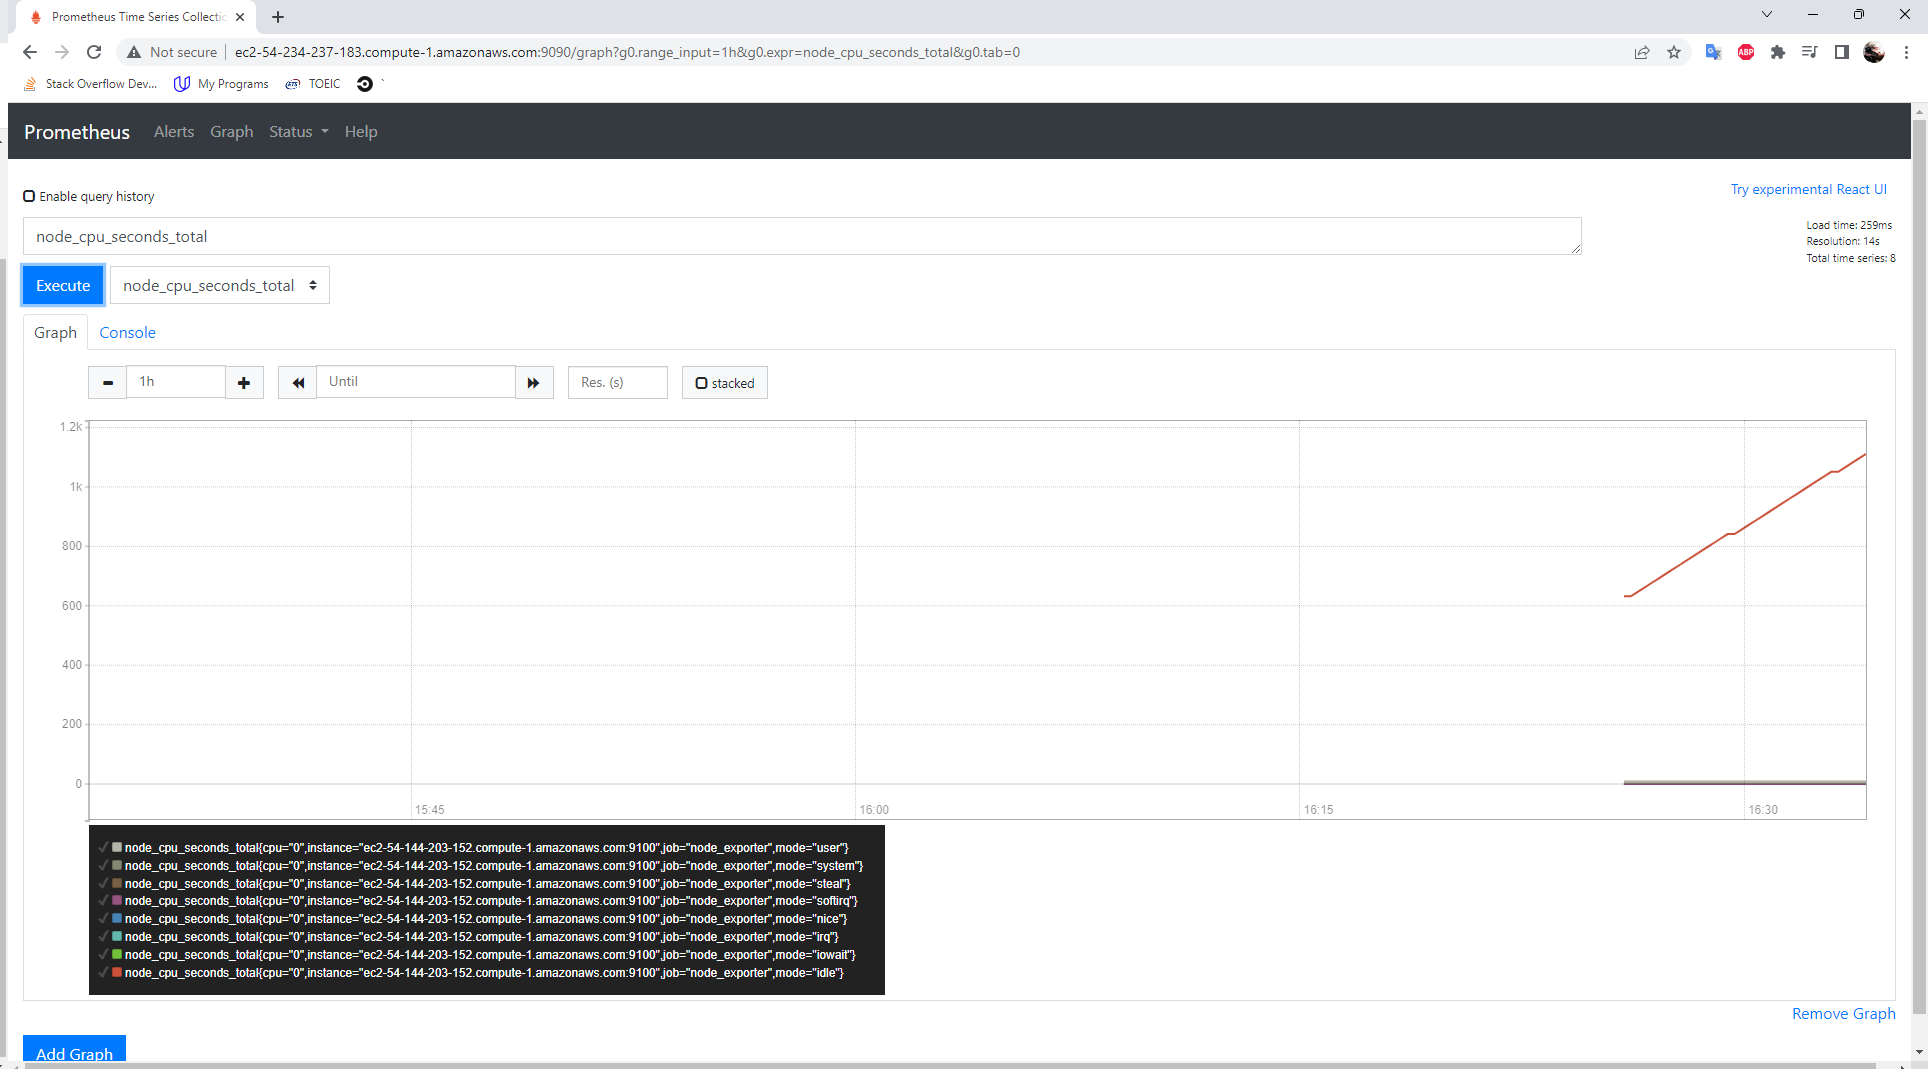 Prometheus Time Series Collectic
Not secure
ec2-54-234-237-183.compute-1.amazonaws.com:9090/graph?g0.range_input=1h&g0.expr=node_cpu_seconds_total&g0.tab=0
ABP
Stack Overflow Dev...
My Programs
TOEIC
`
Prometheus Alerts Graph Status Help
Enable query history
Try experimental React UI
node_cpu_seconds_total
Load time: 259ms
Resolution: 14s
Total time series: 8
Execute
node_cpu_seconds_total
Graph Console
1h
Until
Res. (s)
stacked
1.2k
1k
800
600
400
200
0
15:45 16:00 16:15 16:30
node_cpu_seconds_total{cpu="0",instance="ec2-54-144-203-152.compute-1.amazonaws.com:9100",job="node_exporter",mode="user"}
node_cpu_seconds_total{cpu="0",instance="ec2-54-144-203-152.compute-1.amazonaws.com:9100",job="node_exporter",mode="system"}
node_cpu_seconds_total{cpu="0",instance="ec2-54-144-203-152.compute-1.amazonaws.com:9100",job="node_exporter",mode="steal"}
node_cpu_seconds_total{cpu="0",instance="ec2-54-144-203-152.compute-1.amazonaws.com:9100",job="node_exporter",mode="softirq"}
node_cpu_seconds_total{cpu="0",instance="ec2-54-144-203-152.compute-1.amazonaws.com:9100",job="node_exporter",mode="nice"}
node_cpu_seconds_total{cpu="0",instance="ec2-54-144-203-152.compute-1.amazonaws.com:9100",job="node_exporter",mode="irq"}
node_cpu_seconds_total{cpu="0",instance="ec2-54-144-203-152.compute-1.amazonaws.com:9100",job="node_exporter",mode="iowait"}
node_cpu_seconds_total{cpu="0",instance="ec2-54-144-203-152.compute-1.amazonaws.com:9100",job="node_exporter",mode="idle"}
Remove Graph
Add Graph